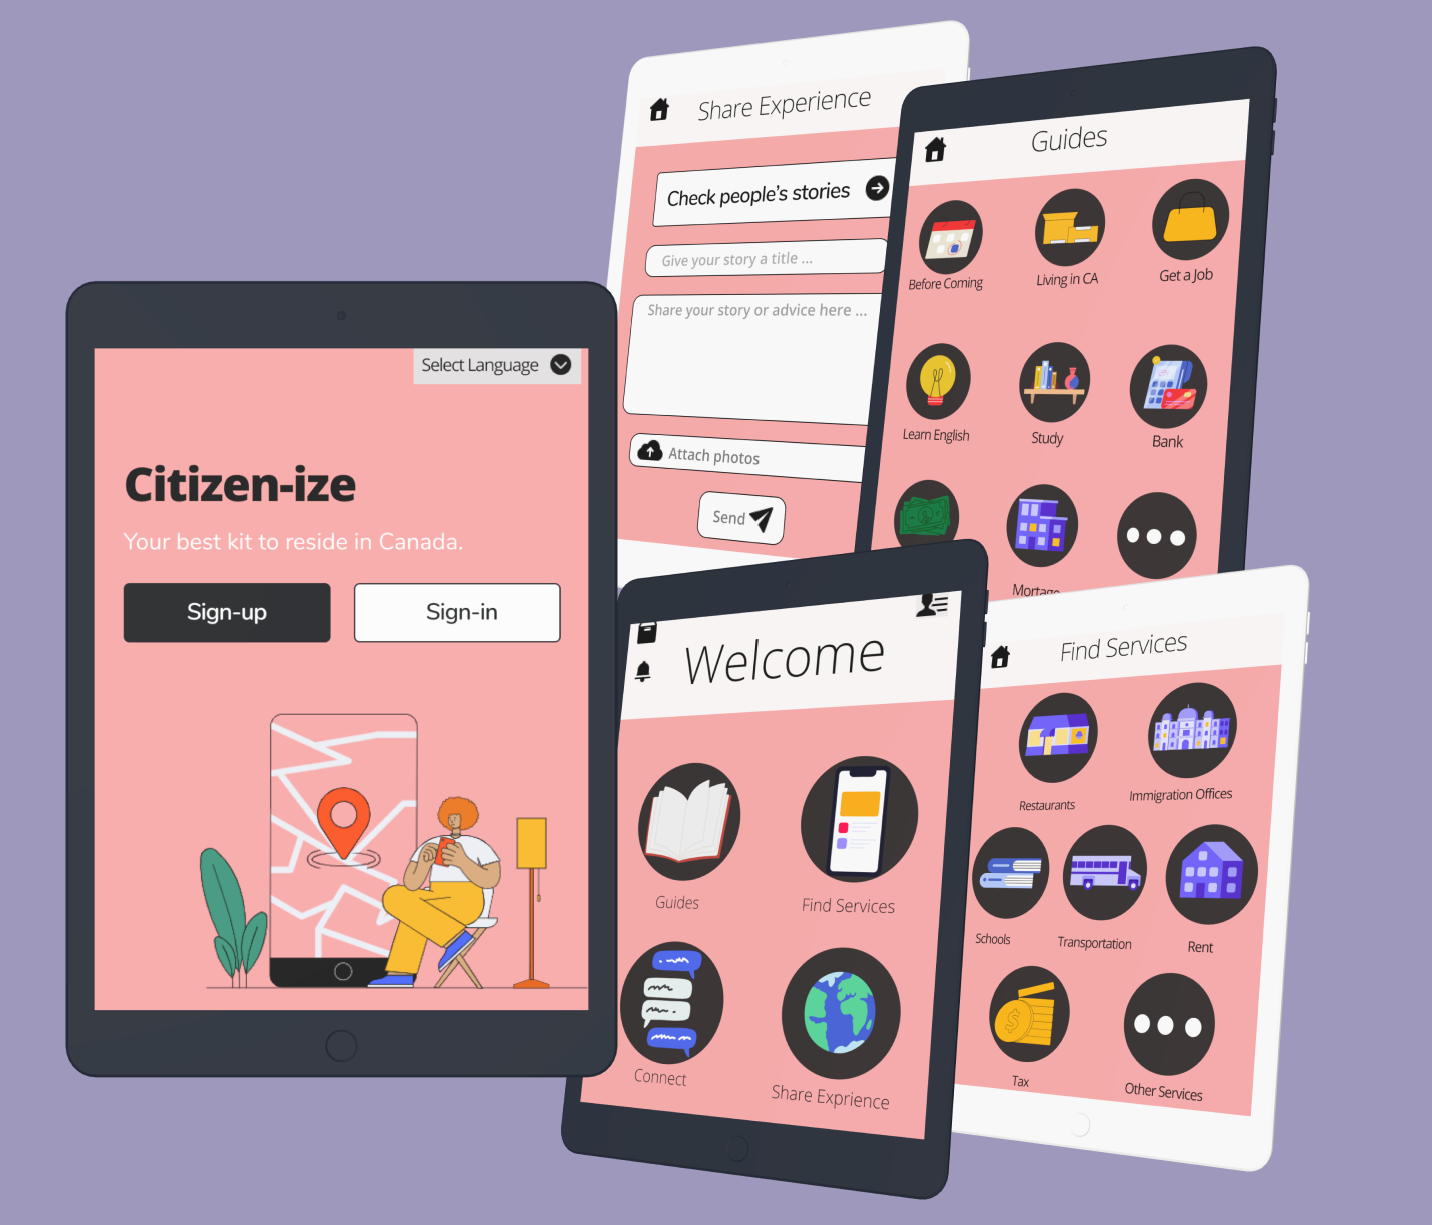 Share Experience
Check people's stories
Give your story a title ...
Share your story or advice here ...
Attach photos
Send
Guides
Before Coming
Living in CA
Get a Job
Learn English
Study
Bank
Select Language
Citizen-ize
Your best kit to reside in Canada.
Sign-up
Sign-in
Welcome
Guides
Find Services
Connect
Share Exprience
Find Services
Restaurants
Immigration Offices
Schools
Transportation
Rent
Tax
Other Services